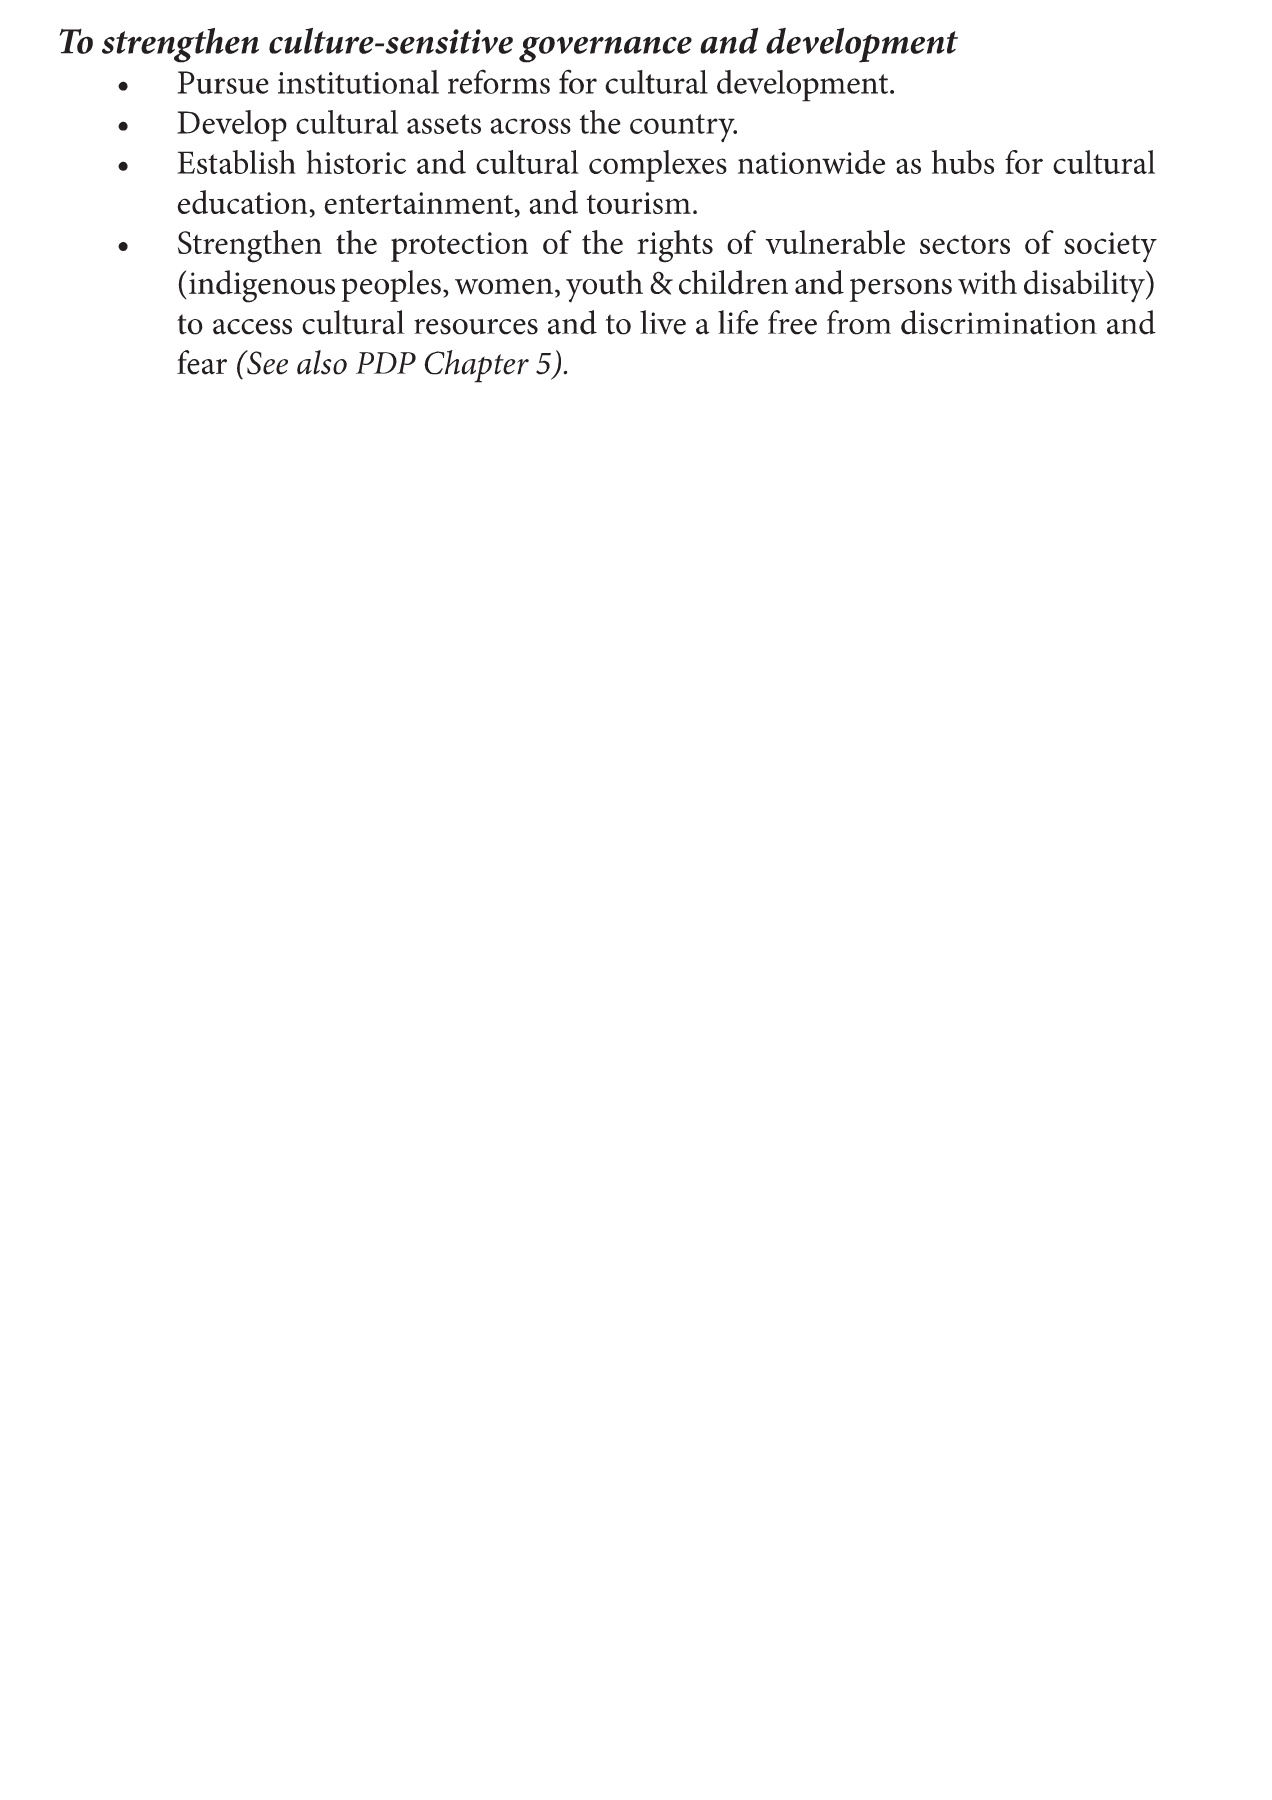 To strengthen culture-sensitive governance and development
• Pursue institutional reforms for cultural development.
• Develop cultural assets across the country.
• Establish historic and cultural complexes nationwide as hubs for cultural
education, entertainment, and tourism.
• Strengthen the protection of the rights of vulnerable sectors of society
(indigenous peoples, women, youth & children and persons with disability)
to access cultural resources and to live a life free from discrimination and
fear (See also PDP Chapter 5).